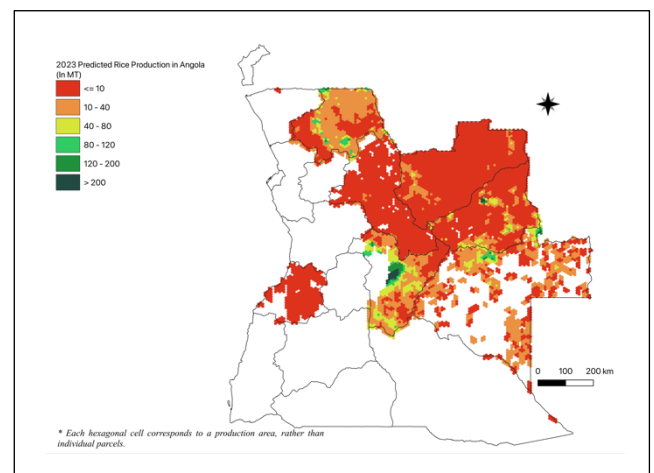 2023 Predicted Rice Production in Angola
(In MT)
<= 10
10 - 40
40 - 80
80 - 120
120 - 200
> 200
0 100 200 km
* Each hexagonal cell corresponds to a production area, rather than
individual parcels.